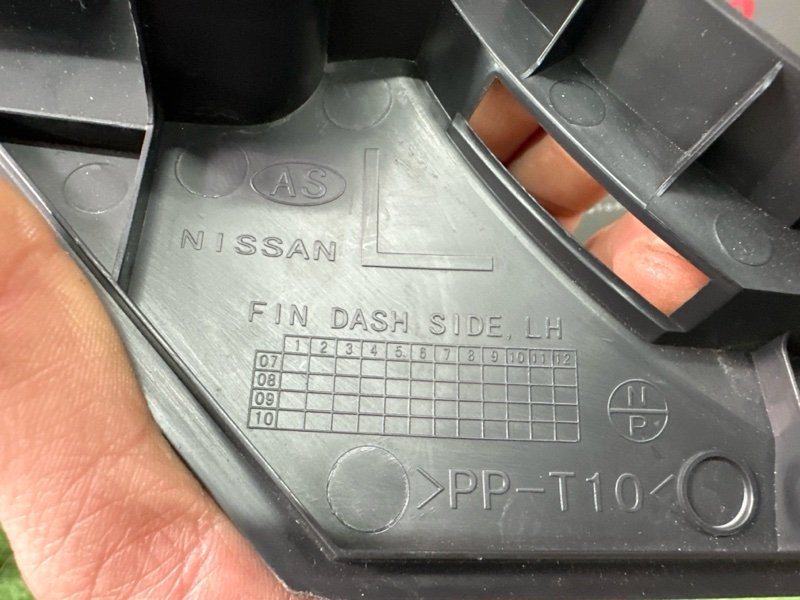 AS
L
NISSAN
FIN DASH SIDE, LH
1 2 3 4 5 6 7 8 9 10 11 12
07
08
09
10
N
P
>PP-T10<